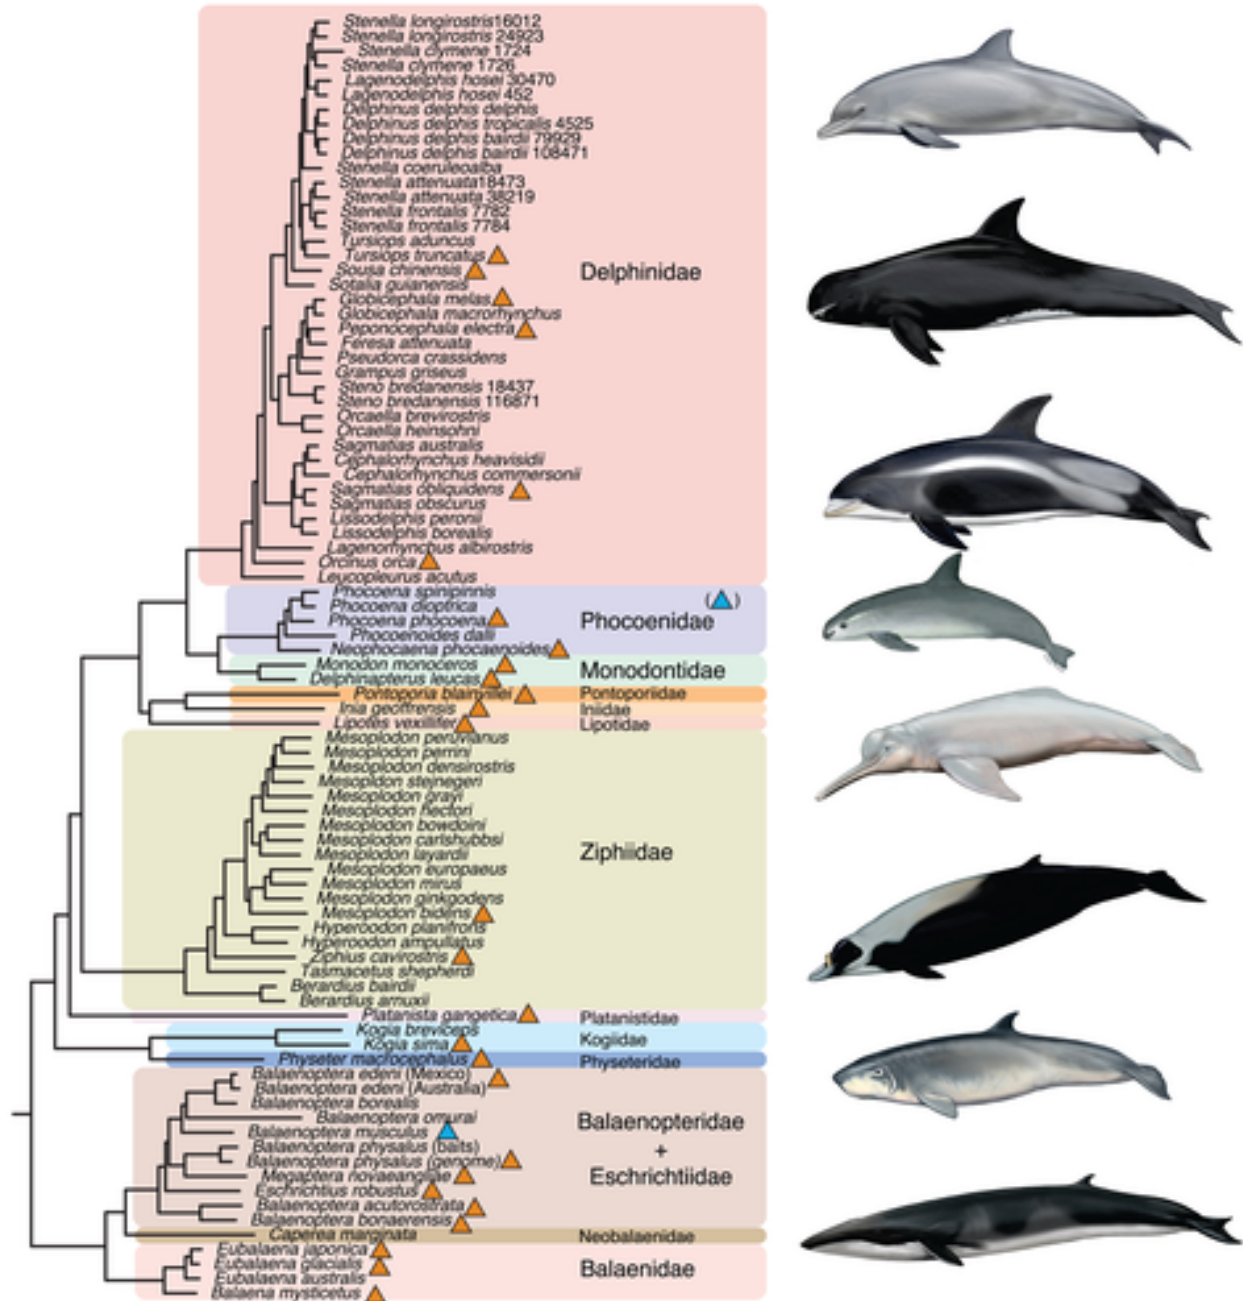 Stenella longirostris16012
Stenella longirostris 24923
Stenella clymene 1724
Stenella clymene 1726
Lagenodelphis hosei 30470
Lagenodelphis hosei 452
Delphinus delphis delphis
Delphinus delphis tropicalis 4525
Delphinus delphis bairdii 79929
Delphinus delphis bairdii 108471
Stenella coeruleoalba
Stenella attenuata18473
Stenella attenuata 38219
Stenella frontalis 7782
Stenella frontalis 7784
Tursiops aduncus
Tursiops truncatus
Sousa chinensis
Delphinidae
Sotalia guianensis
Globicephala melas
Globicephala macrorhynchus
Peponocephala electra
Feresa attenuata
Pseudorca crassidens
Grampus griseus
Steno bredanensis 18437
Steno bredanensis 116871
Orcaella brevirostris
Orcaella heinsohni
Sagmatias australis
Cephalorhynchus heavisidii
Cephalorhynchus commersonii
Sagmatias obliquidens
Sagmatias obscurus
Lissodelphis peronii
Lissodelphis borealis
Lagenorhynchus albirostris
Orcinus orca
Leucopleurus acutus
Phocoena spinipinnis
Phocoena dioptrica
( )
Phocoena phocoena
Phocoenidae
Phocoenoides dalli
Neophocaena phocaenoides
Monodon monoceros
Monodontidae
Delphinapterus leucas
Pontoporia blainvillei
Pontoporiidae
Inia geoffrensis
Iniidae
Lipotes vexillifer
Lipotidae
Mesoplodon peruvianus
Mesoplodon perrini
Mesoplodon densirostris
Mesopldon stejnegeri
Mesoplodon grayi
Mesoplodon hectori
Mesoplodon bowdoini
Mesoplodon carlshubbsi
Mesoplodon layardii
Ziphiidae
Mesoplodon europaeus
Mesoplodon mirus
Mesoplodon ginkgodens
Mesoplodon bidens
Hyperoodon planifrons
Hyperoodon ampullatus
Ziphius cavirostris
Tasmacetus shepherdi
Berardius bairdii
Berardius arnuxii
Platanista gangetica
Platanistidae
Kogia breviceps
Kogia sima
Kogiidae
Physeter macrocephalus
Physeteridae
Balaenoptera edeni (Mexico)
Balaenoptera edeni (Australia)
Balaenoptera borealis
Balaenoptera omurai
Balaenopteridae
Balaenoptera musculus
Balaenoptera physalus (baits)
+
Balaenoptera physalus (genome)
Megaptera novaeangliae
Eschrichtiidae
Eschrichtius robustus
Balaenoptera acutorostrata
Balaenoptera bonaerensis
Caperea marginata
Neobalaenidae
Eubalaena japonica
Eubalaena glacialis
Balaenidae
Eubalaena australis
Balaena mysticetus